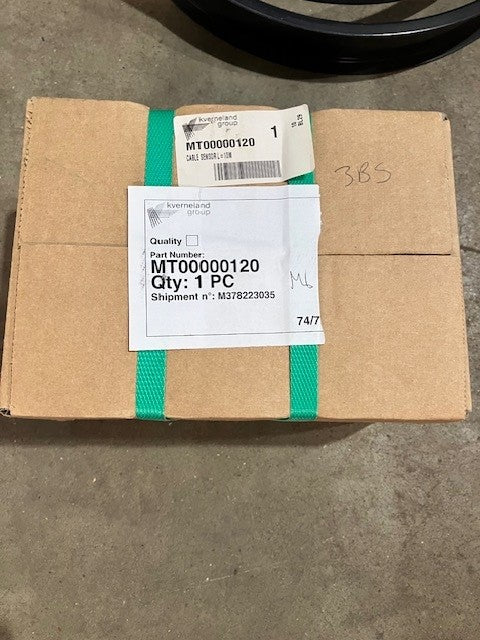 kverneland
group
MT00000120 1
CABLE SENSOR L=10M
3BS
kverneland
group
Quality
Part Number:
MT00000120
Qty: 1 PC
Shipment n°: M378223035
74/7